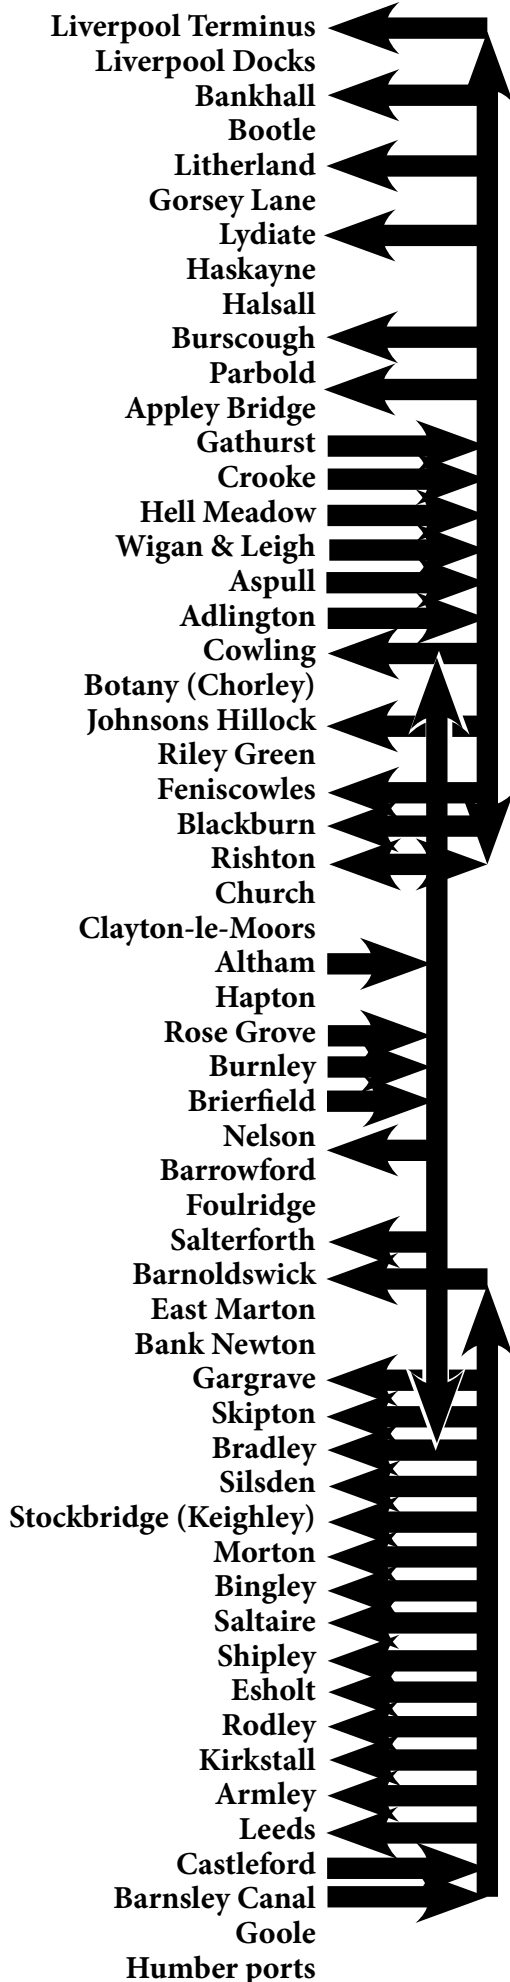 Liverpool Terminus
Liverpool Docks
Bankhall
Bootle
Litherland
Gorsey Lane
Lydiate
Haskayne
Halsall
Burscough
Parbold
Appley Bridge
Gathurst
Crooke
Hell Meadow
Wigan & Leigh
Aspull
Adlington
Cowling
Botany (Chorley)
Johnsons Hillock
Riley Green
Feniscowles
Blackburn
Rishton
Church
Clayton-le-Moors
Altham
Hapton
Rose Grove
Burnley
Brierfield
Nelson
Barrowford
Foulridge
Salterforth
Barnoldswick
East Marton
Bank Newton
Gargrave
Skipton
Bradley
Silsden
Stockbridge (Keighley)
Morton
Bingley
Saltaire
Shipley
Esholt
Rodley
Kirkstall
Armley
Leeds
Castleford
Barnsley Canal
Goole
Humber ports